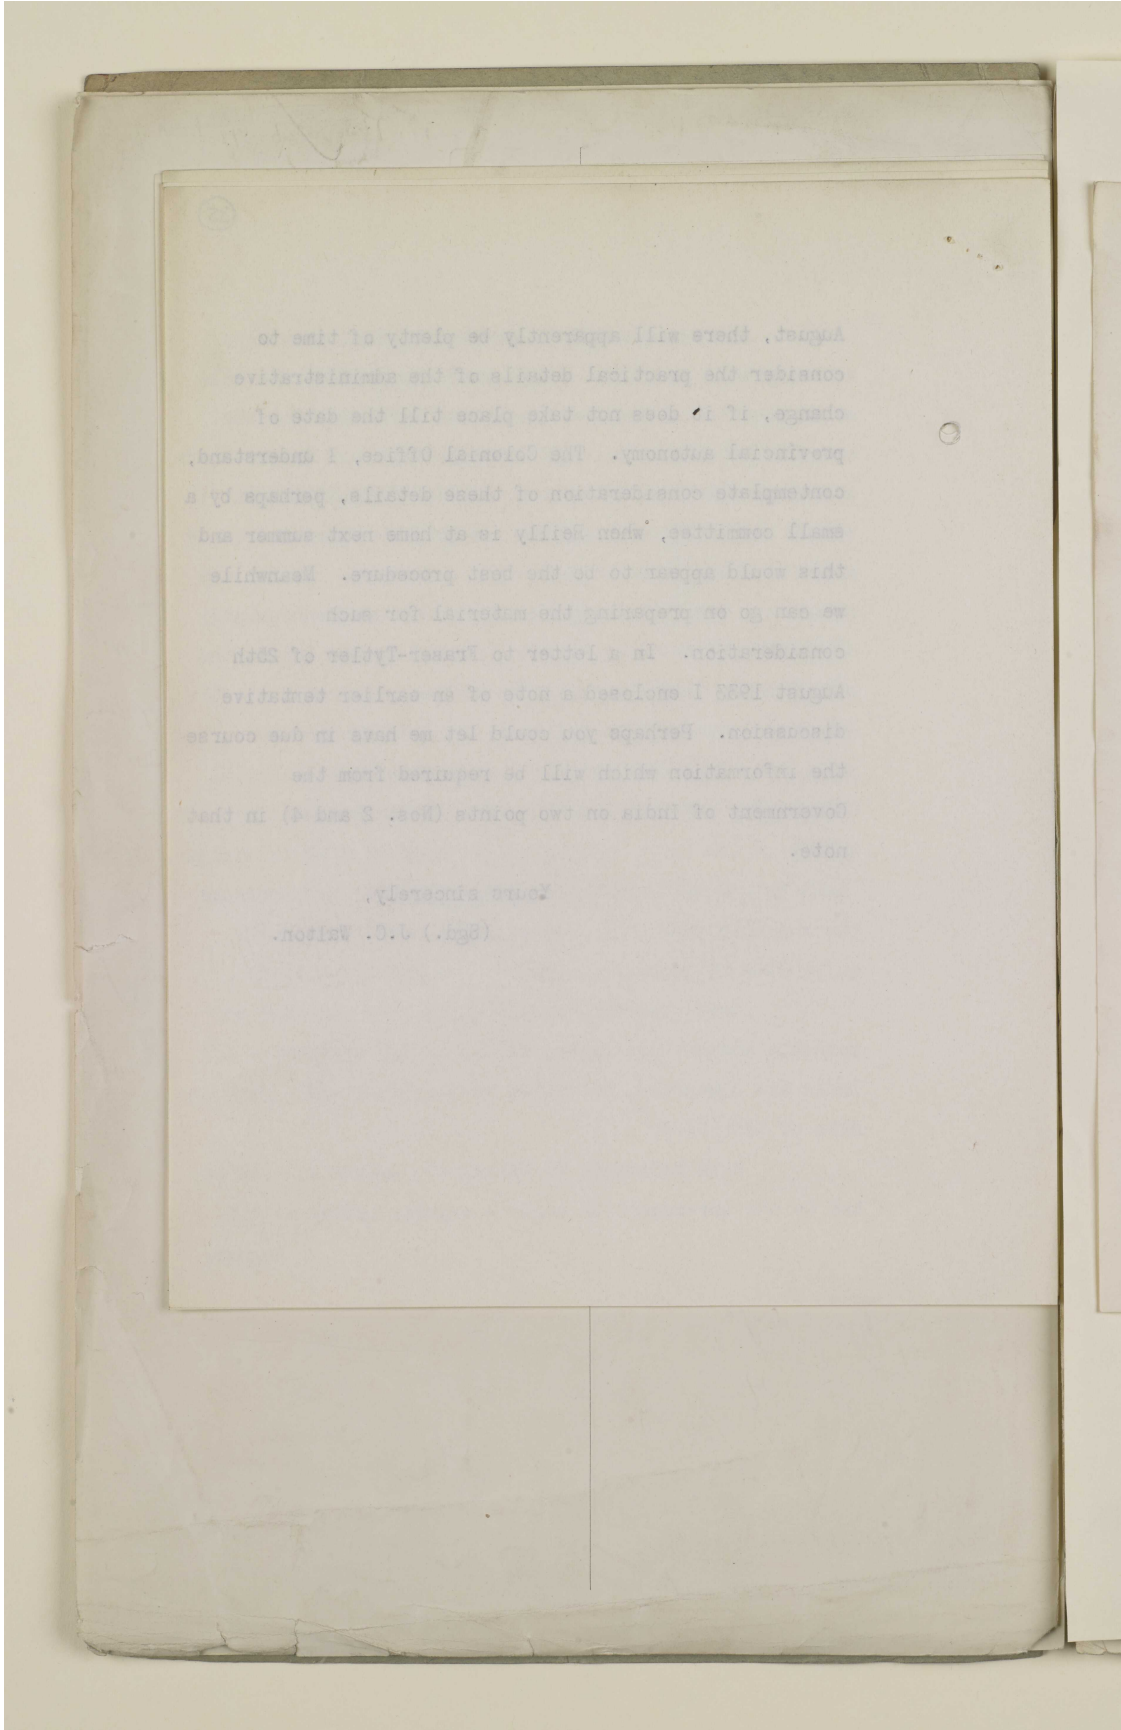 August, there will apparently be plenty of time to
consider the practical details of the administrative
change, if it does not take place till the date of
provincial autonomy. The Colonial Office, I understand,
contemplate consideration of these details, perhaps by a
small committee, when Reilly is at home next summer and
this would appear to be the best procedure. Meanwhile
we can go on preparing the material for such
consideration. In a letter to Fraser-Tytler of 25th
August 1933 I enclosed a note of an earlier tentative
discussion. Perhaps you could let me have in due course
the information which will be required from the
Government of India on two points (Nos. 2 and 4) in that
note.
Yours sincerely,
(Sgd.) J.C. Walton.